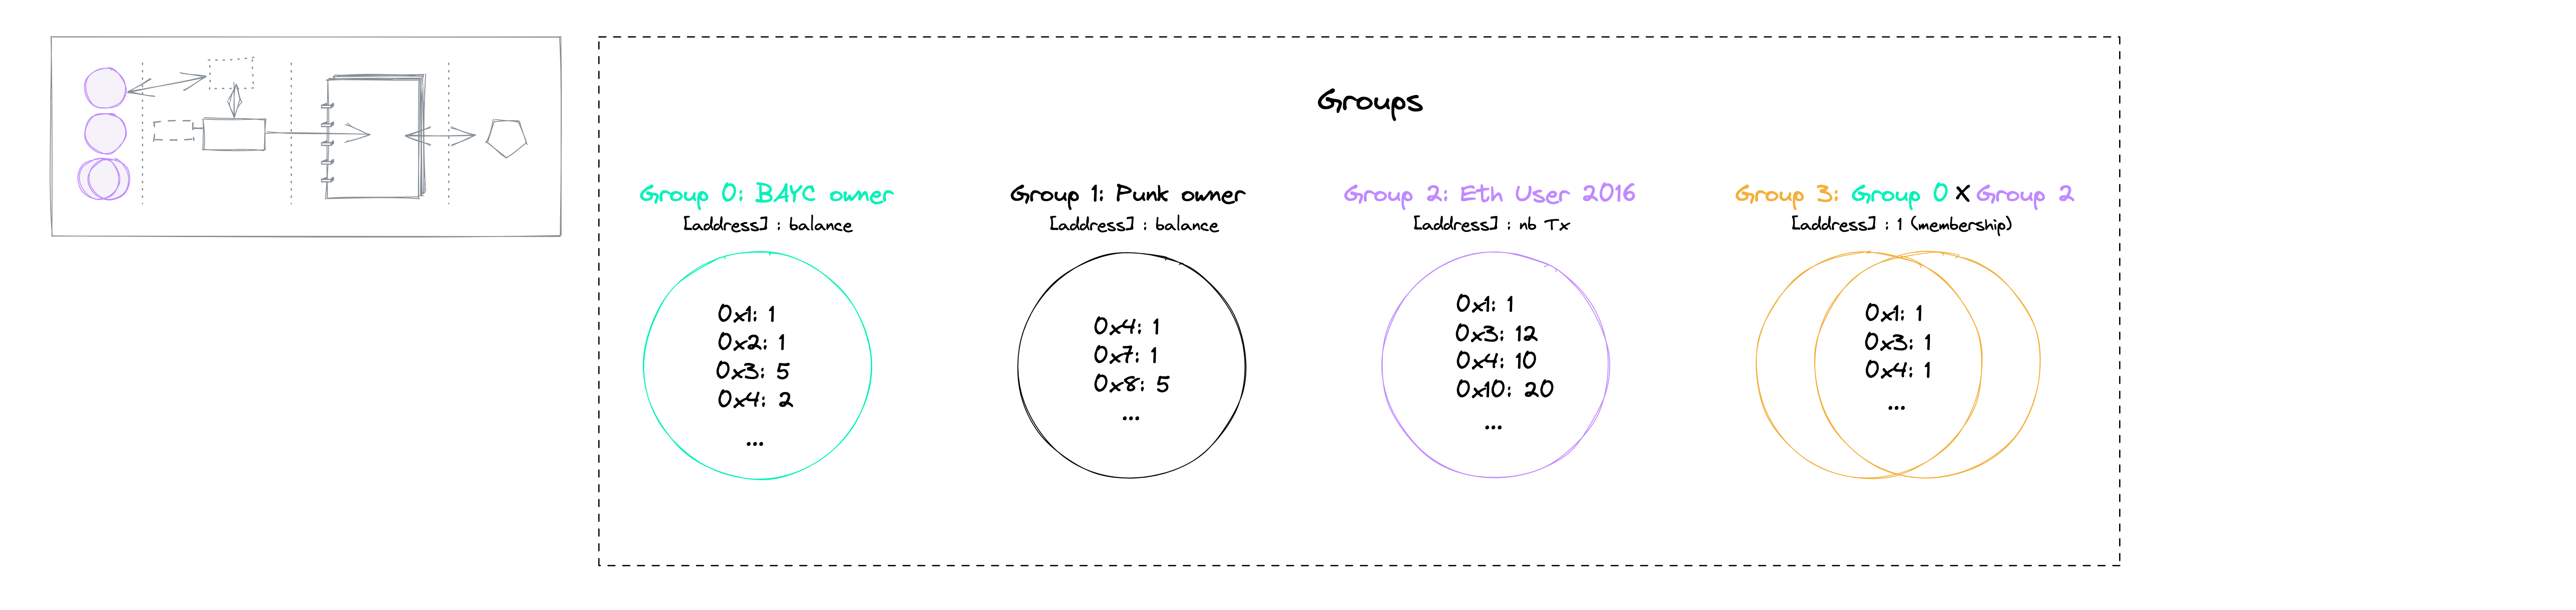 Groups
Group 0: BAYC owner
[address] : balance
0x1: 1
0x2: 1
0x3: 5
0x4: 2
...
Group 1: Punk owner
[address] : balance
0x4: 1
0x7: 1
0x8: 5
...
Group 2: Eth User 2016
[address] : nb Tx
0x1: 1
0x3: 12
0x4: 10
0x10: 20
...
Group 3: Group 0 X Group 2
[address] : 1 (membership)
0x1: 1
0x3: 1
0x4: 1
...